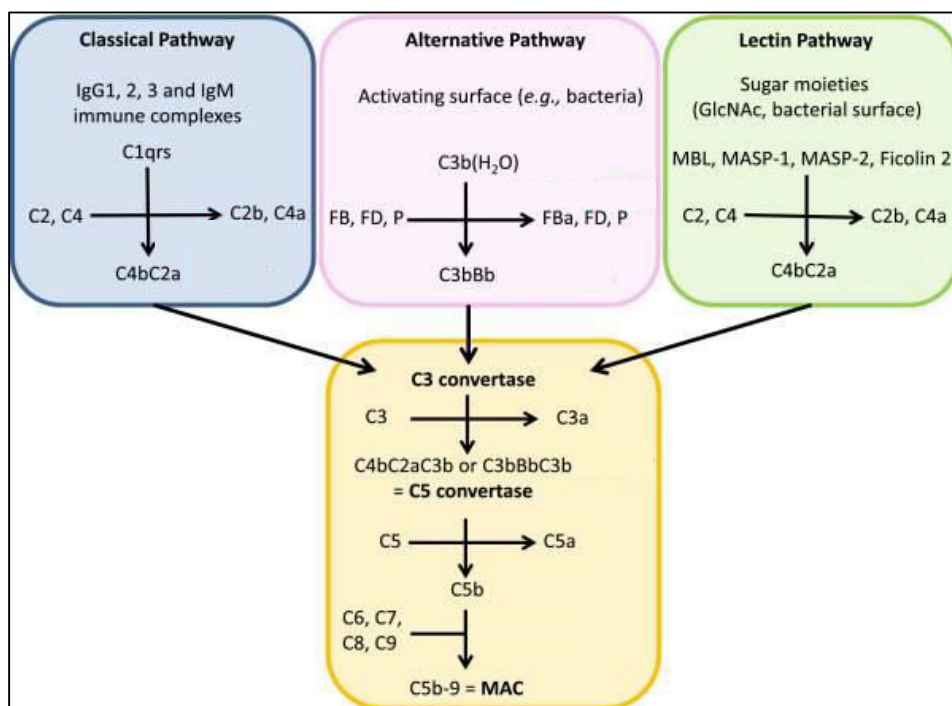 Classical Pathway
IgG1, 2, 3 and IgM
immune complexes
C1qrs
C2, C4
C2b, C4a
C4bC2a
Alternative Pathway
Activating surface (e.g., bacteria)
C3b(H₂O)
FB, FD, P
FBa, FD, P
C3bBb
Lectin Pathway
Sugar moieties
(GlcNAc, bacterial surface)
MBL, MASP-1, MASP-2, Ficolin 2
C2, C4
C2b, C4a
C4bC2a
C3 convertase
C3
C3a
C4bC2aC3b or C3bBbC3b
= C5 convertase
C5
C5a
C5b
C6, C7,
C8, C9
C5b-9 = MAC